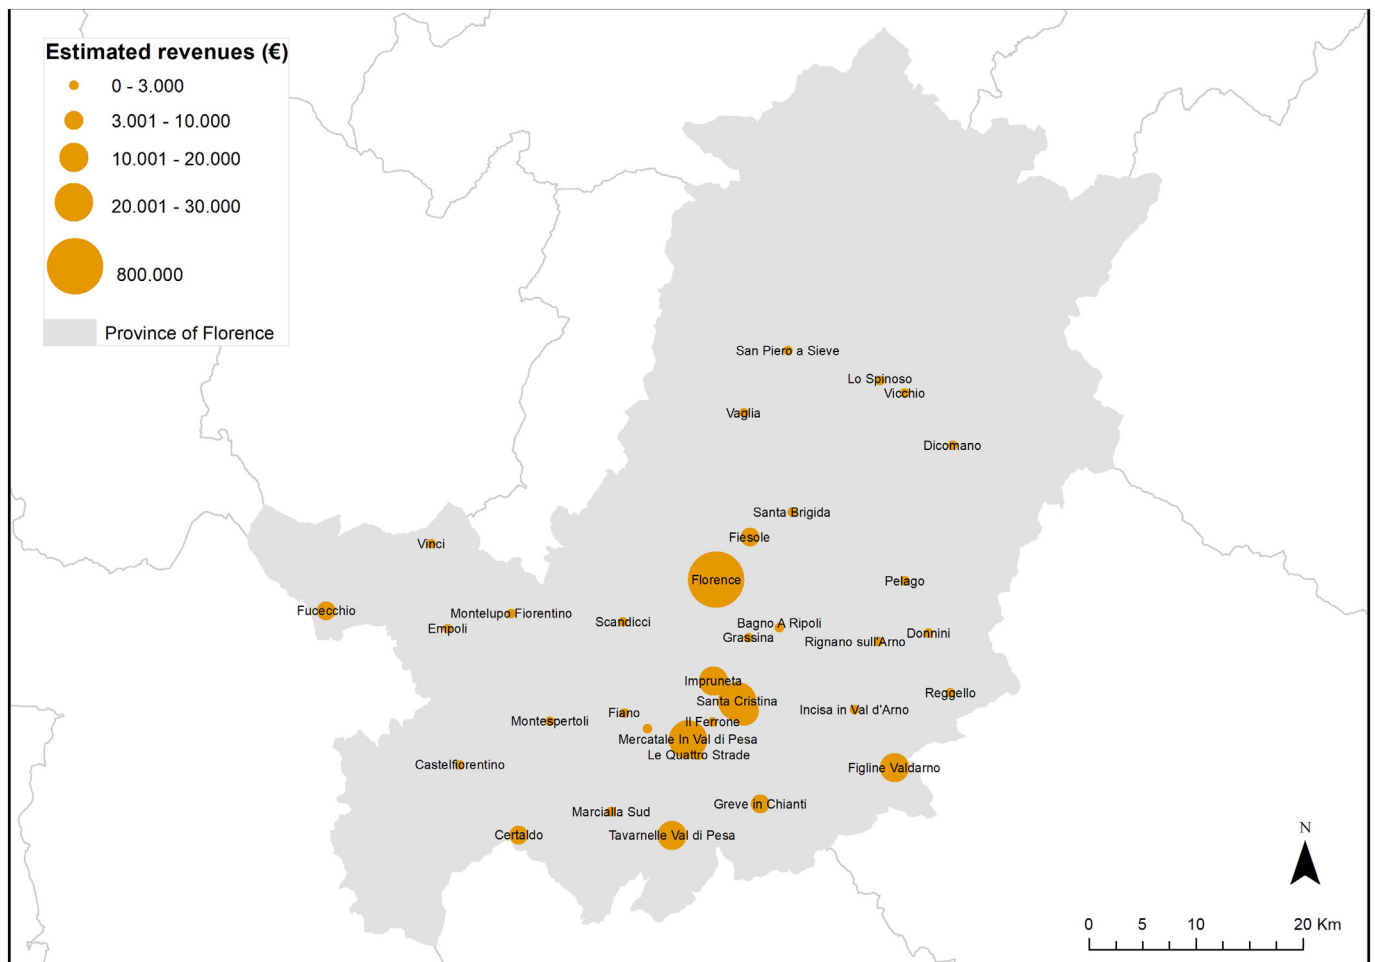 Estimated revenues (€)
0 - 3.000
3.001 - 10.000
10.001 - 20.000
20.001 - 30.000
800.000
Province of Florence
San Piero a Sieve
Lo Spinoso
Vicchio
Vaglia
Dicomano
Santa Brigida
Fiesole
Vinci
Florence
Pelago
Fucecchio
Montelupo Fiorentino
Empoli
Scandicci
Bagno A Ripoli
Grassina
Rignano sull'Arno
Donnini
Impruneta
Santa Cristina
Reggello
Incisa in Val d'Arno
Fiano
Montespertoli
Il Ferrone
Mercatale In Val di Pesa
Le Quattro Strade
Castelfiorentino
Figline Valdarno
Greve in Chianti
Marcialla Sud
Certaldo
Tavarnelle Val di Pesa
N
0 5 10 20 Km